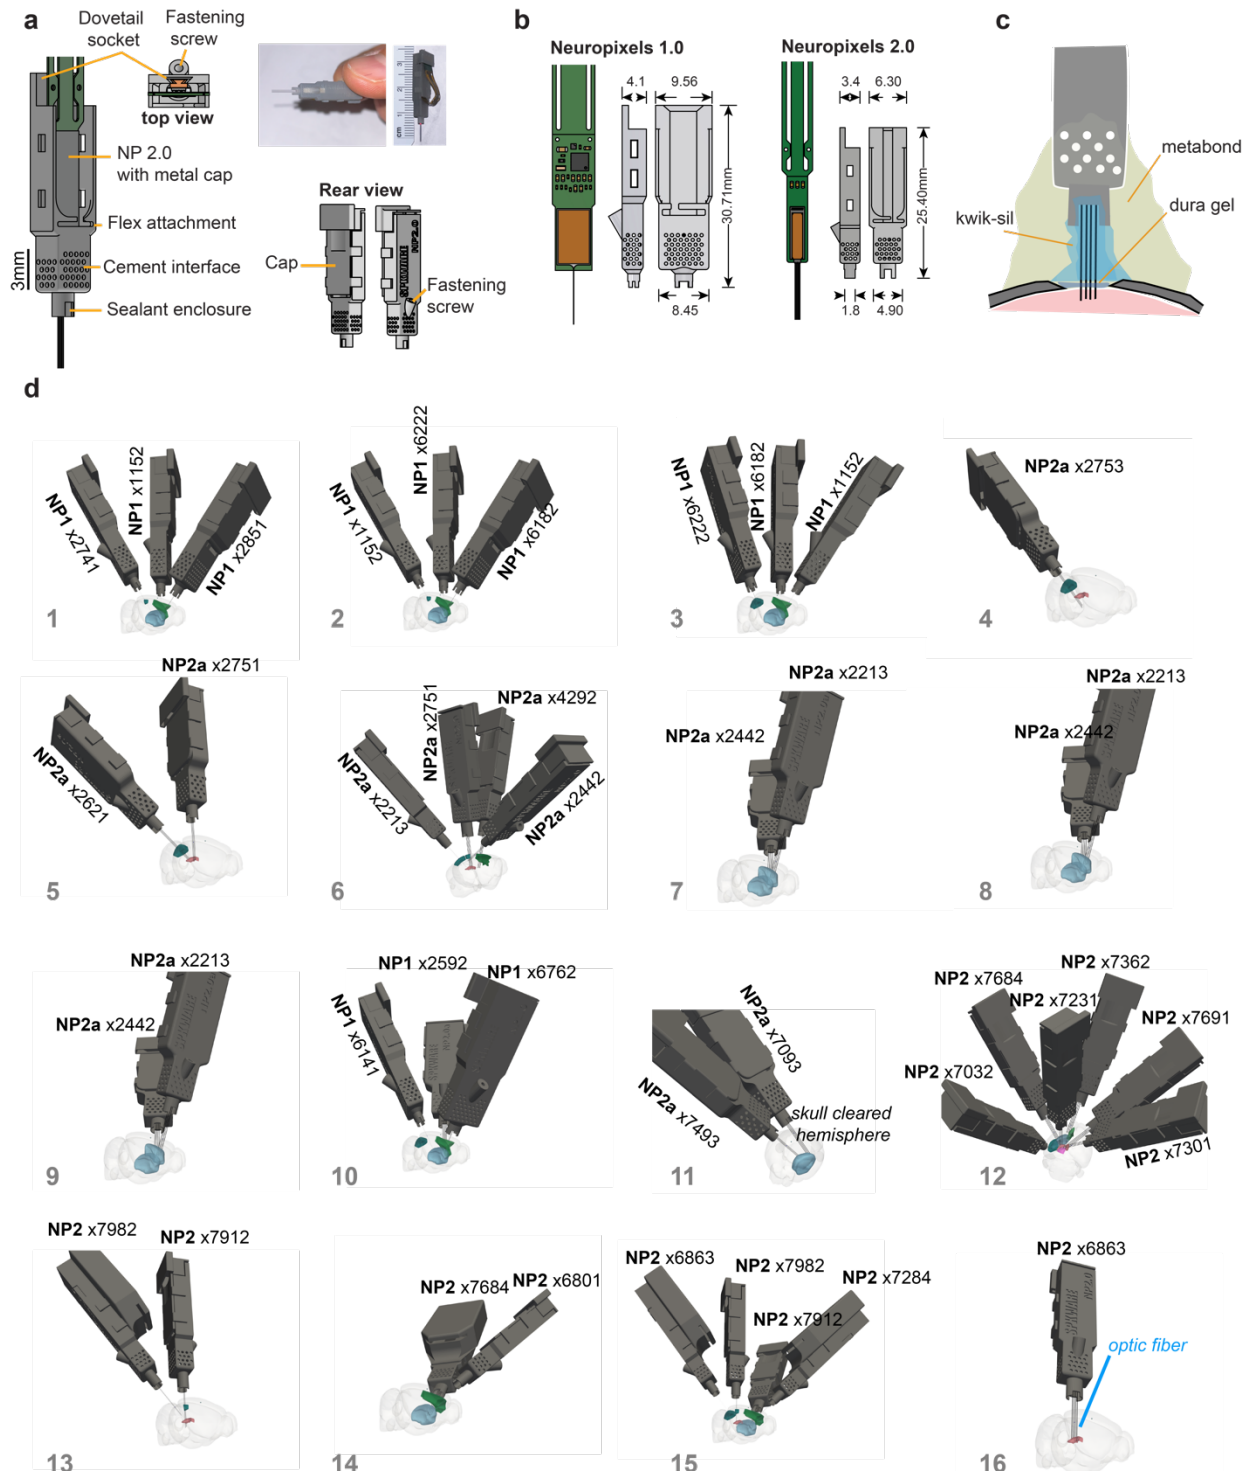 a
Dovetail socket
Fastening screw
top view
NP 2.0 with metal cap
Flex attachment
Cement interface
Sealant enclosure
3mm
Rear view
Cap
Fastening screw
SPIKWARE NP2.0
cm 1 2 3
b
Neuropixels 1.0
4.1
9.56
30.71mm
8.45
Neuropixels 2.0
3.4
6.30
25.40mm
1.8
4.90
c
metabond
kwik-sil
dura gel
d
NP1 x2741
NP1 x1152
NP1 x2851
1
NP1 x1152
NP1 x6222
NP1 x6182
2
NP1 x6222
NP1 x6182
NP1 x1152
3
NP2a x2753
4
NP2a x2621
NP2a x2751
5
NP2a x2213
NP2a x2751
NP2a x4292
NP2a x2442
6
NP2a x2213
NP2a x2442
7
NP2a x2213
NP2a x2442
8
NP2a x2213
NP2a x2442
9
NP1 x2592
NP1 x6762
NP1 x6141
10
NP2a x7093
NP2a x7493
skull cleared
hemisphere
11
NP2 x7362
NP2 x7684
NP2 x7231
NP2 x7691
NP2 x7032
NP2 x7301
12
NP2 x7982
NP2 x7912
13
NP2 x7684
NP2 x6801
14
NP2 x6863
NP2 x7982
NP2 x7284
NP2 x7912
15
NP2 x6863
optic fiber
16